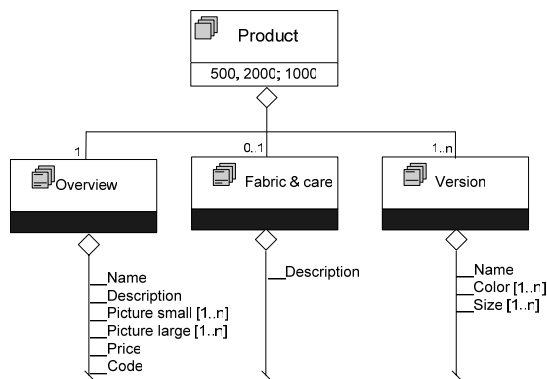 Product
500, 2000; 1000
1
0..1
1..n
Overview
Fabric & care
Version
Name
Description
Picture small [1..n]
Picture large [1..n]
Price
Code
Description
Name
Color [1..n]
Size [1..n]